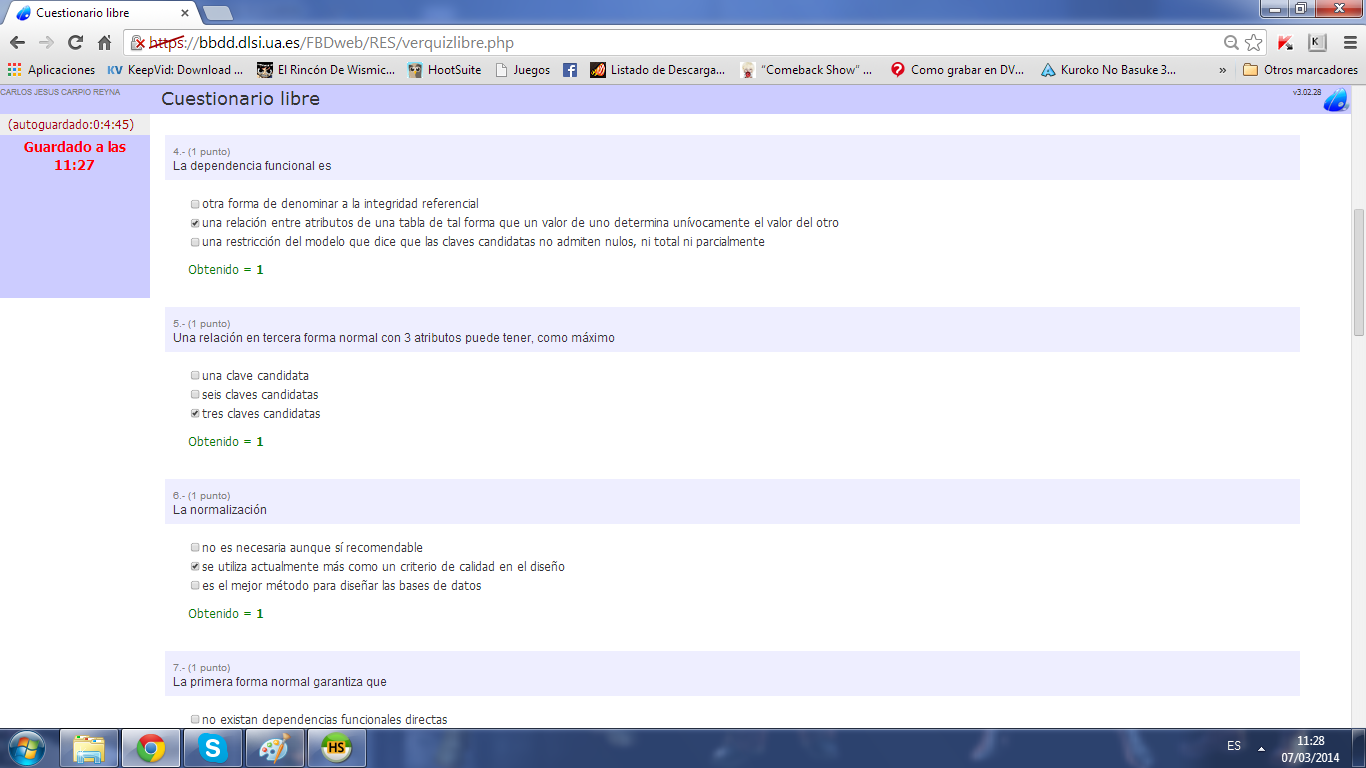 Cuestionario libre
https://bbdd.dlsi.ua.es/FBDweb/RES/verquizlibre.php
Aplicaciones KV KeepVid: Download ... El Rincón De Wismic... HootSuite Juegos Listado de Descarga... "Comeback Show" ... Como grabar en DV... Kuroko No Basuke 3... » Otros marcadores
CARLOS JESUS CARPIO REYNA
Cuestionario libre
v3.02.28
(autoguardado:0:4:45)
Guardado a las
11:27
4.- (1 punto)
La dependencia funcional es
otra forma de denominar a la integridad referencial
una relación entre atributos de una tabla de tal forma que un valor de uno determina unívocamente el valor del otro
una restricción del modelo que dice que las claves candidatas no admiten nulos, ni total ni parcialmente
Obtenido = 1
5.- (1 punto)
Una relación en tercera forma normal con 3 atributos puede tener, como máximo
una clave candidata
seis claves candidatas
tres claves candidatas
Obtenido = 1
6.- (1 punto)
La normalización
no es necesaria aunque sí recomendable
se utiliza actualmente más como un criterio de calidad en el diseño
es el mejor método para diseñar las bases de datos
Obtenido = 1
7.- (1 punto)
La primera forma normal garantiza que
no existan dependencias funcionales directas
HS
ES
11:28
07/03/2014